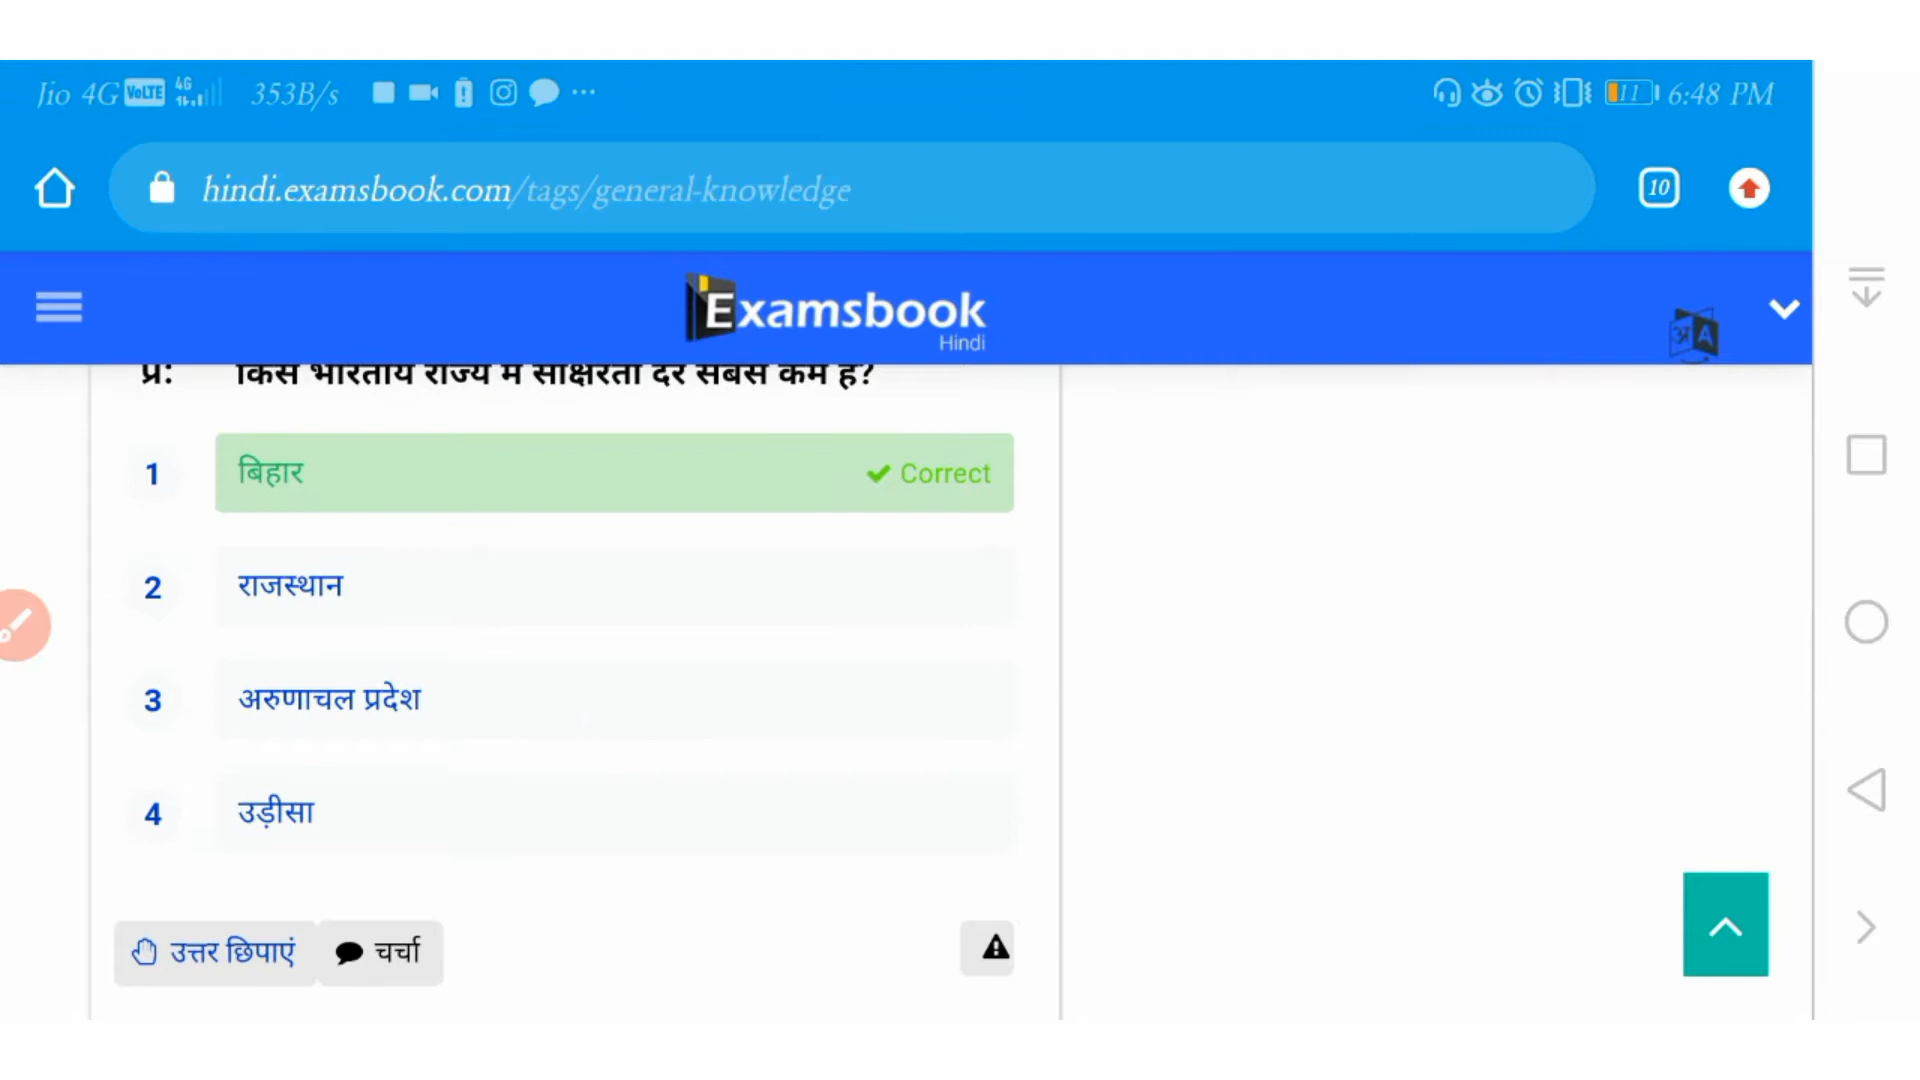 Jio 4G VoLTE 4G 353B/s ... 11 6:48 PM
hindi.examsbook.com/tags/general-knowledge 10
Examsbook
Hindi
अ A
प्र: किस भारतीय राज्य में साक्षरता दर सबसे कम है?
1 बिहार Correct
2 राजस्थान
3 अरुणाचल प्रदेश
4 उड़ीसा
उत्तर छिपाएं चर्चा